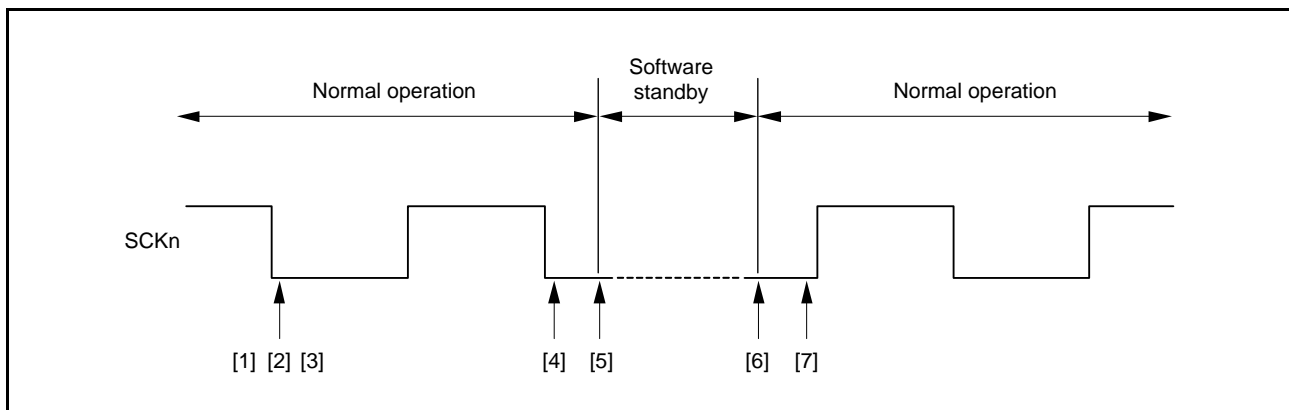 Normal operation
Software
standby
Normal operation
SCKn
[1] [2] [3]
[4]
[5]
[6]
[7]